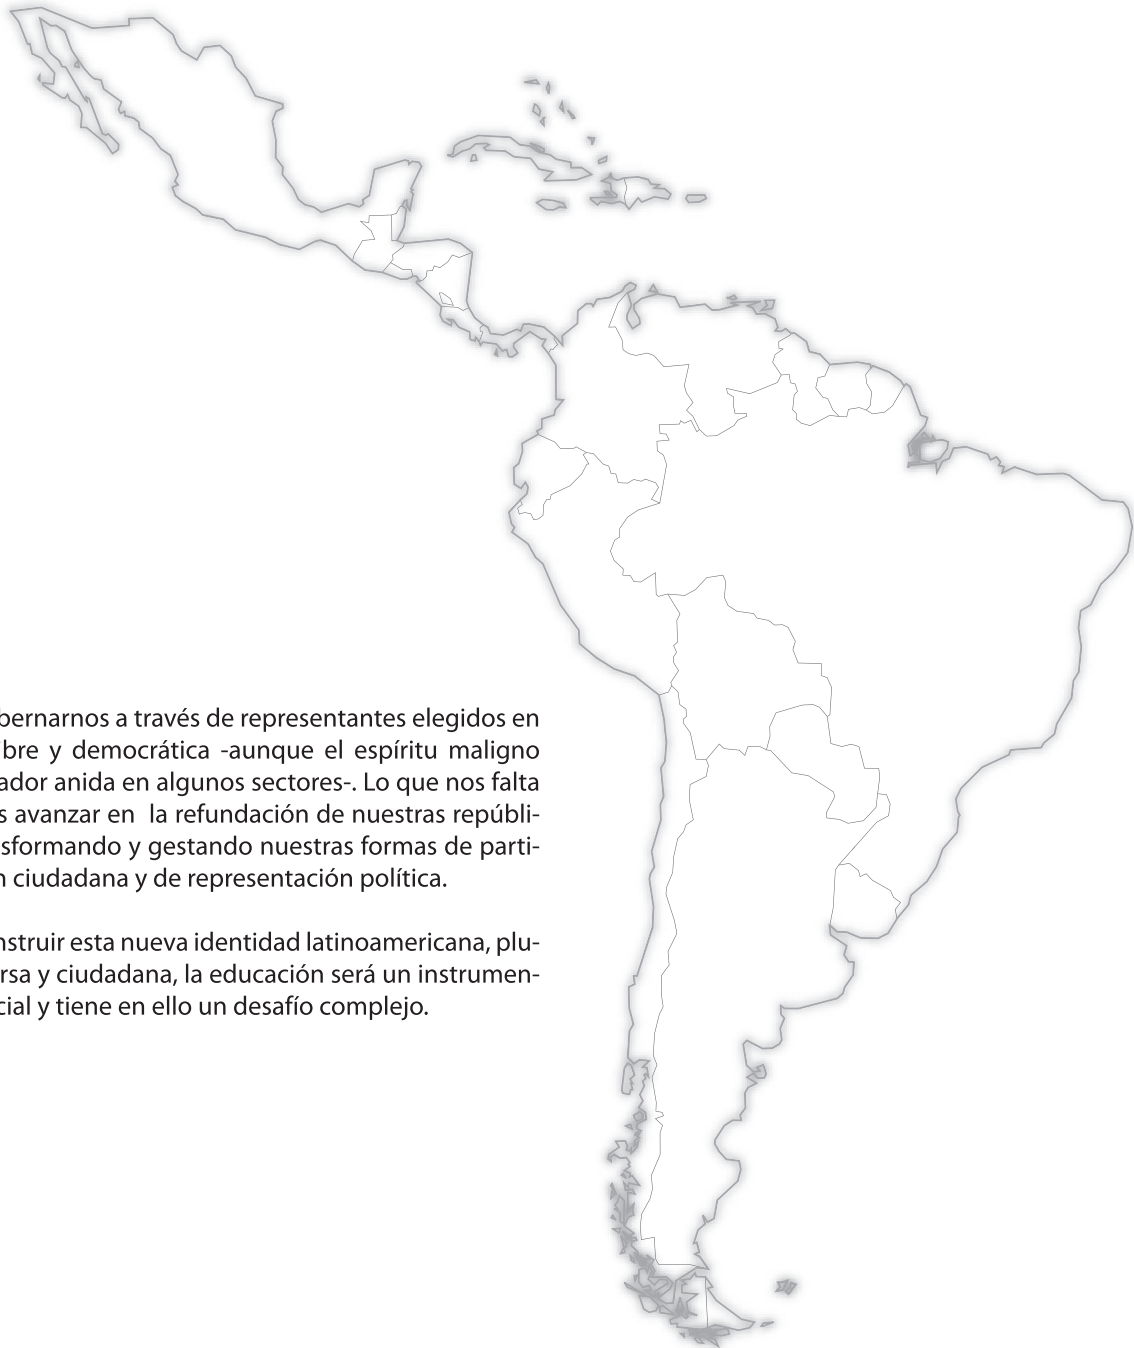 bernarnos a través de representantes elegidos en
ibre y democrática -aunque el espíritu maligno
ador anida en algunos sectores-. Lo que nos falta
s avanzar en la refundación de nuestras repúbli-
sformando y gestando nuestras formas de parti-
n ciudadana y de representación política.
nstruir esta nueva identidad latinoamericana, plu-
rsa y ciudadana, la educación será un instrumen-
cial y tiene en ello un desafío complejo.